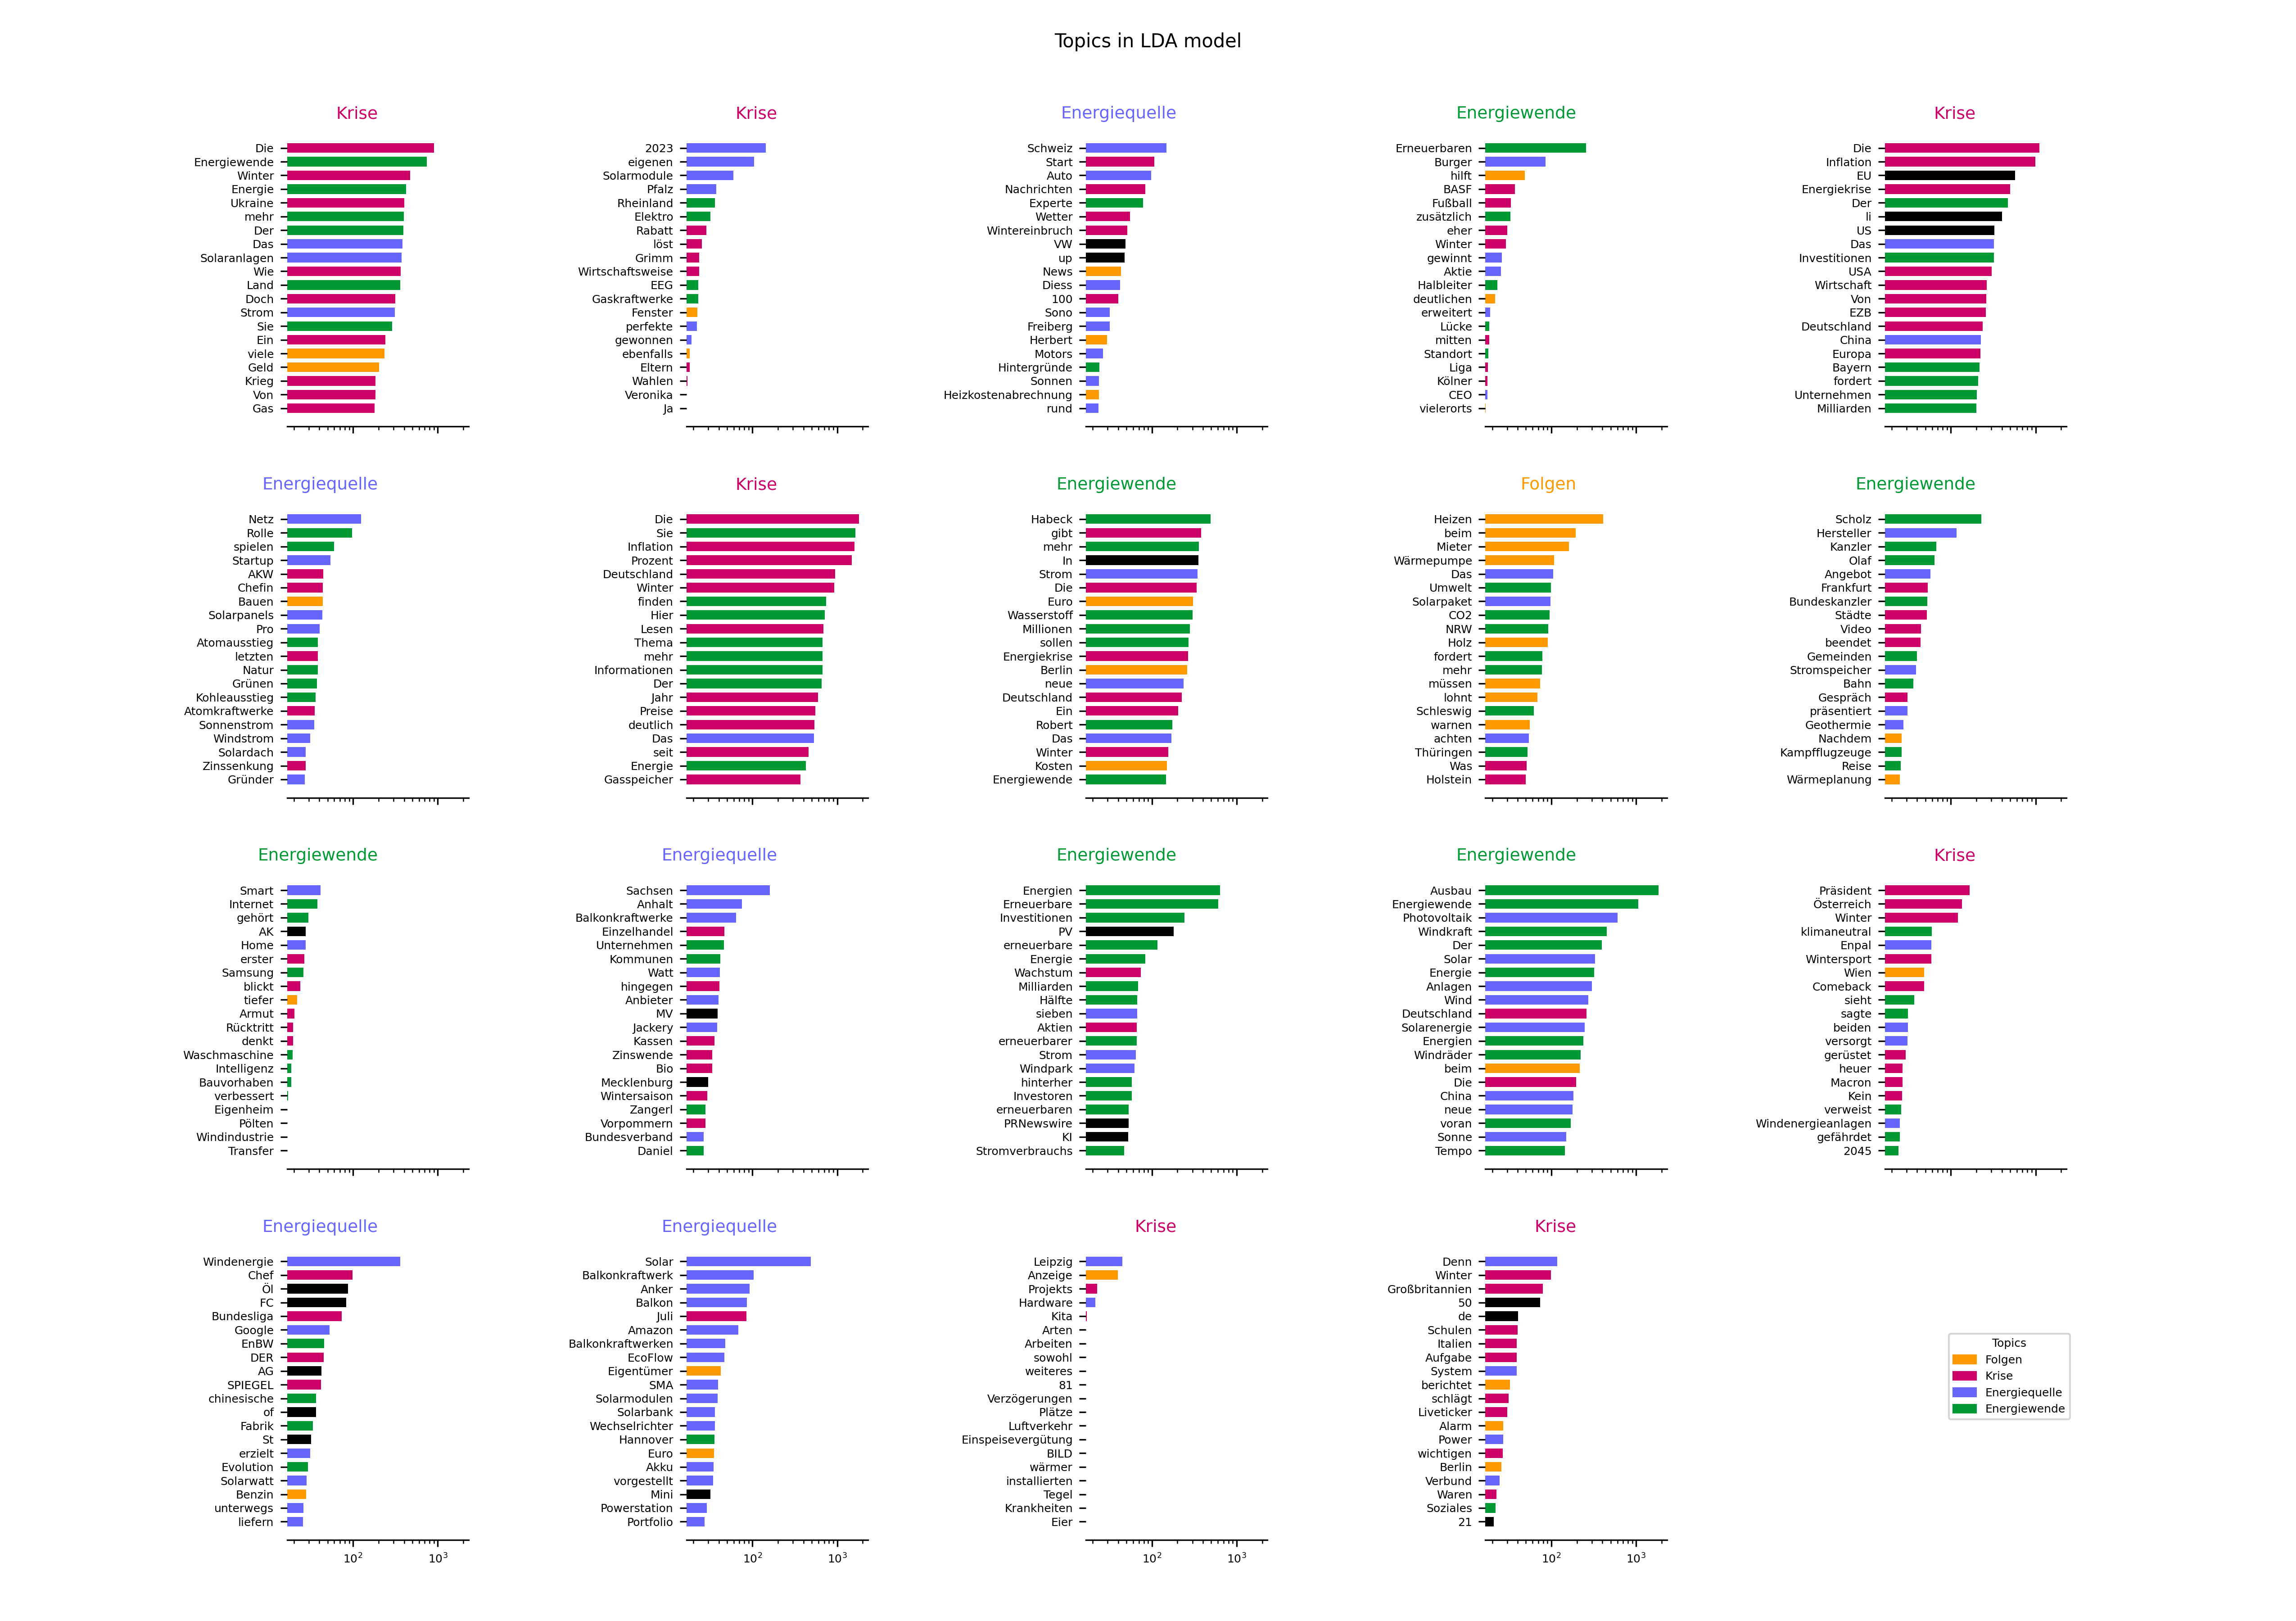 Topics in LDA model
Krise
Die
Energiewende
Winter
Energie
Ukraine
mehr
Der
Das
Solaranlagen
Wie
Land
Doch
Strom
Sie
Ein
viele
Geld
Krieg
Von
Gas
Krise
2023
eigenen
Solarmodule
Pfalz
Rheinland
Elektro
Rabatt
löst
Grimm
Wirtschaftsweise
EEG
Gaskraftwerke
Fenster
perfekte
gewonnen
ebenfalls
Eltern
Wahlen
Veronika
Ja
Energiequelle
Schweiz
Start
Auto
Nachrichten
Experte
Wetter
Wintereinbruch
VW
up
News
Diess
100
Sono
Freiberg
Herbert
Motors
Hintergründe
Sonnen
Heizkostenabrechnung
rund
Energiewende
Erneuerbaren
Burger
hilft
BASF
Fußball
zusätzlich
eher
Winter
gewinnt
Aktie
Halbleiter
deutlichen
erweitert
Lücke
mitten
Standort
Liga
Kölner
CEO
vielerorts
Krise
Die
Inflation
EU
Energiekrise
Der
li
US
Das
Investitionen
USA
Wirtschaft
Von
EZB
Deutschland
China
Europa
Bayern
fordert
Unternehmen
Milliarden
Energiequelle
Netz
Rolle
spielen
Startup
AKW
Chefin
Bauen
Solarpanels
Pro
Atomausstieg
letzten
Natur
Grünen
Kohleausstieg
Atomkraftwerke
Sonnenstrom
Windstrom
Solardach
Zinssenkung
Gründer
Krise
Die
Sie
Inflation
Prozent
Deutschland
Winter
finden
Hier
Lesen
Thema
mehr
Informationen
Der
Jahr
Preise
deutlich
Das
seit
Energie
Gasspeicher
Energiewende
Habeck
gibt
mehr
In
Strom
Die
Euro
Wasserstoff
Millionen
sollen
Energiekrise
Berlin
neue
Deutschland
Ein
Robert
Das
Winter
Kosten
Energiewende
Folgen
Heizen
beim
Mieter
Wärmepumpe
Das
Umwelt
Solarpaket
CO2
NRW
Holz
fordert
mehr
müssen
lohnt
Schleswig
warnen
achten
Thüringen
Was
Holstein
Energiewende
Scholz
Hersteller
Kanzler
Olaf
Angebot
Frankfurt
Bundeskanzler
Städte
Video
beendet
Gemeinden
Stromspeicher
Bahn
Gespräch
präsentiert
Geothermie
Nachdem
Kampfflugzeuge
Reise
Wärmeplanung
Energiewende
Smart
Internet
gehört
AK
Home
erster
Samsung
blickt
tiefer
Armut
Rücktritt
denkt
Waschmaschine
Intelligenz
Bauvorhaben
verbessert
Eigenheim
Pölten
Windindustrie
Transfer
Energiequelle
Sachsen
Anhalt
Balkonkraftwerke
Einzelhandel
Unternehmen
Kommunen
Watt
hingegen
Anbieter
MV
Jackery
Kassen
Zinswende
Bio
Mecklenburg
Wintersaison
Zangerl
Vorpommern
Bundesverband
Daniel
Energiewende
Energien
Erneuerbare
Investitionen
PV
erneuerbare
Energie
Wachstum
Milliarden
Hälfte
sieben
Aktien
erneuerbarer
Strom
Windpark
hinterher
Investoren
erneuerbaren
PRNewswire
KI
Stromverbrauchs
Energiewende
Ausbau
Energiewende
Photovoltaik
Windkraft
Der
Solar
Energie
Anlagen
Wind
Deutschland
Solarenergie
Energien
Windräder
beim
Die
China
neue
voran
Sonne
Tempo
Krise
Präsident
Österreich
Winter
klimaneutral
Enpal
Wintersport
Wien
Comeback
sieht
sagte
beiden
versorgt
gerüstet
heuer
Macron
Kein
verweist
Windenergieanlagen
gefährdet
2045
Energiequelle
Windenergie
Chef
Öl
FC
Bundesliga
Google
EnBW
DER
AG
SPIEGEL
chinesische
of
Fabrik
St
erzielt
Evolution
Solarwatt
Benzin
unterwegs
liefern
10² 10³
Energiequelle
Solar
Balkonkraftwerk
Anker
Balkon
Juli
Amazon
Balkonkraftwerken
EcoFlow
Eigentümer
SMA
Solarmodulen
Solarbank
Wechselrichter
Hannover
Euro
Akku
vorgestellt
Mini
Powerstation
Portfolio
10² 10³
Krise
Leipzig
Anzeige
Projekts
Hardware
Kita
Arten
Arbeiten
sowohl
weiteres
81
Verzögerungen
Plätze
Luftverkehr
Einspeisevergütung
BILD
wärmer
installierten
Tegel
Krankheiten
Eier
10² 10³
Krise
Denn
Winter
Großbritannien
50
de
Schulen
Italien
Aufgabe
System
berichtet
schlägt
Liveticker
Alarm
Power
wichtigen
Berlin
Verbund
Waren
Soziales
21
10² 10³
Topics
Folgen
Krise
Energiequelle
Energiewende